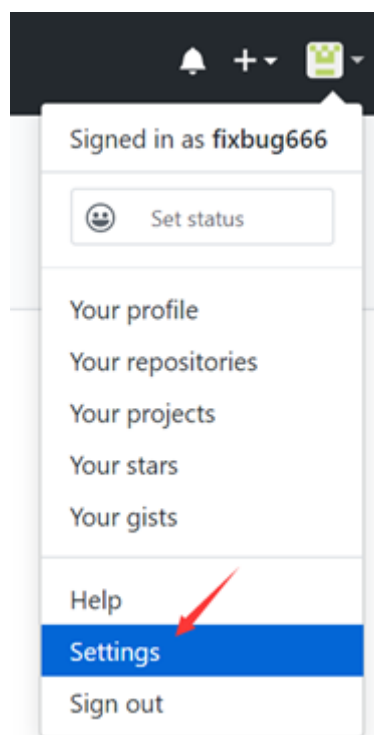 Signed in as fixbug666
Set status
Your profile
Your repositories
Your projects
Your stars
Your gists
Help
Settings
Sign out